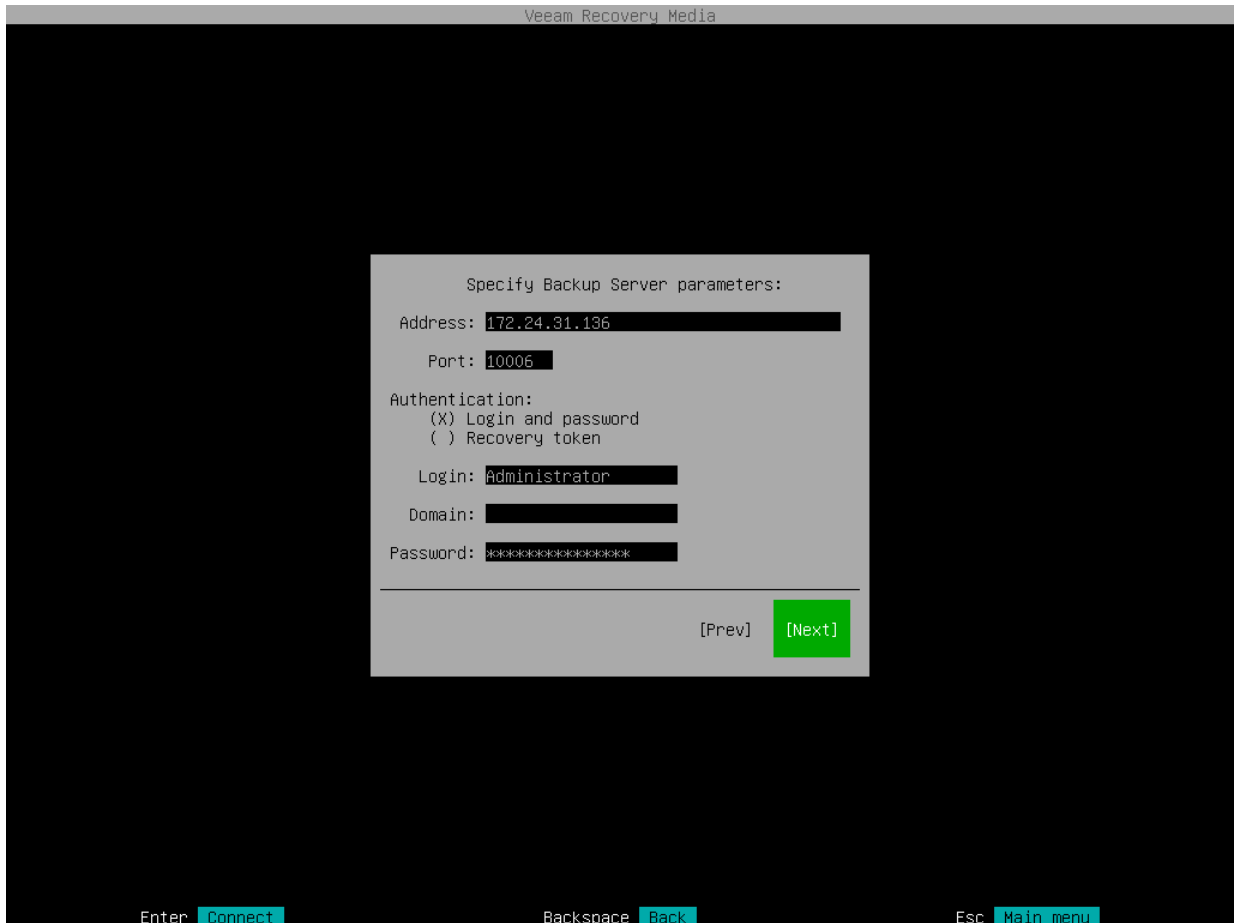 Veeam Recovery Media
Specify Backup Server parameters:
Address: 172.24.31.136
Port: 10006
Authentication:
(X) Login and password
( ) Recovery token
Login: Administrator
Domain:
Password: ***************
[Prev] [Next]
Enter Connect Backspace Back Esc Main menu